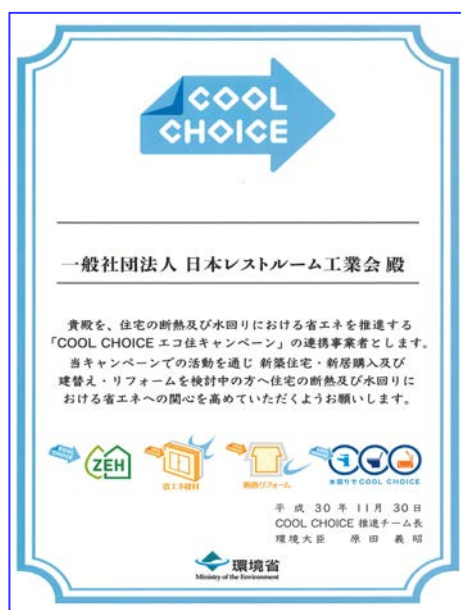 COOL
CHOICE
一般社団法人 日本レストルーム工業会 殿
貴殿を、住宅の断熱及び水回りにおける省エネを推進する
「COOL CHOICE エコ住キャンペーン」の連携事業者とします。
当キャンペーンでの活動を通じ 新築住宅・新居購入及び
建替え・リフォームを検討中の方へ住宅の断熱及び水回りに
おける省エネへの関心を高めていただくようお願いします。
ZEH
省エネ建材
断熱リフォーム
水回りでCOOL CHOICE
平成30年11月30日
COOL CHOICE 推進チーム長
環境大臣 原田 義昭
環境省
Ministry of the Environment